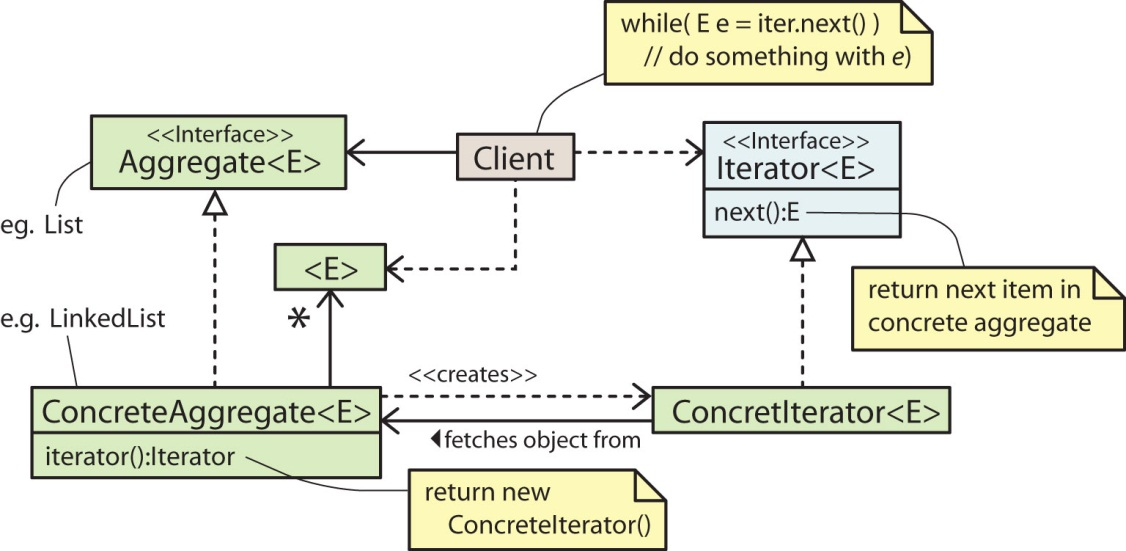 while( E e = iter.next() )
// do something with e)
<<Interface>>
Aggregate<E>
Client
<<Interface>>
Iterator<E>
next():E
eg. List
<E>
return next item in
concrete aggregate
e.g. LinkedList
*
<<creates>>
ConcreteAggregate<E>
iterator():Iterator
ConcretIterator<E>
fetches object from
return new
ConcreteIterator()